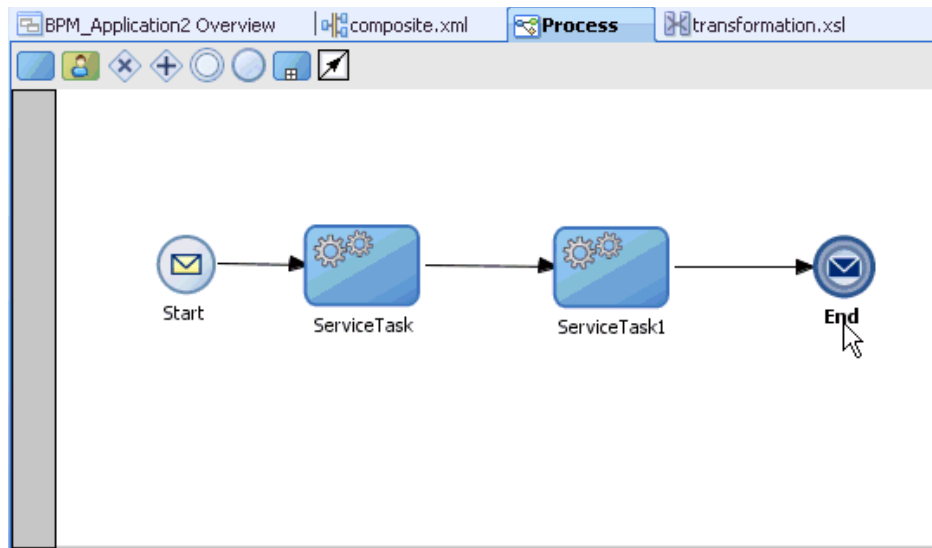 BPM_Application2 Overview composite.xml Process transformation.xsl
Start ServiceTask ServiceTask1 End